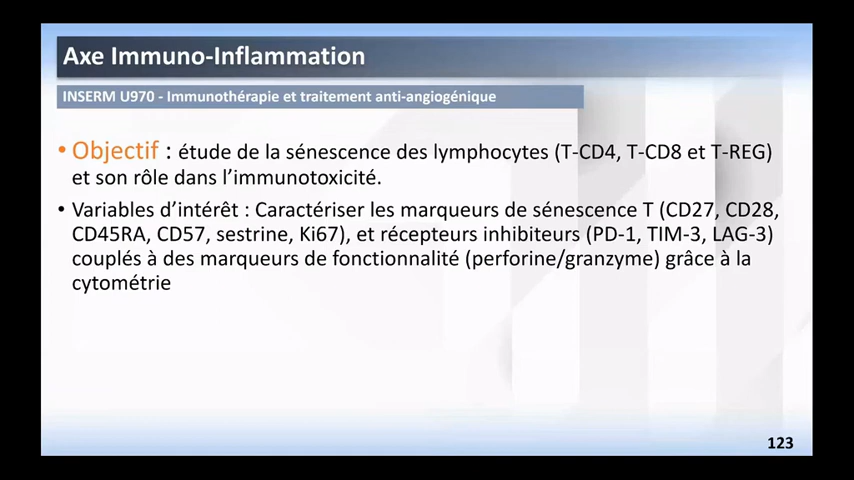 Axe Immuno-Inflammation
INSERM U970 - Immunothérapie et traitement anti-angiogénique
• Objectif : étude de la sénescence des lymphocytes (T-CD4, T-CD8 et T-REG)
et son rôle dans l’immunotoxicité.
• Variables d’intérêt : Caractériser les marqueurs de sénescence T (CD27, CD28,
CD45RA, CD57, sestrine, Ki67), et récepteurs inhibiteurs (PD-1, TIM-3, LAG-3)
couplés à des marqueurs de fonctionnalité (perforine/granzyme) grâce à la
cytométrie
123